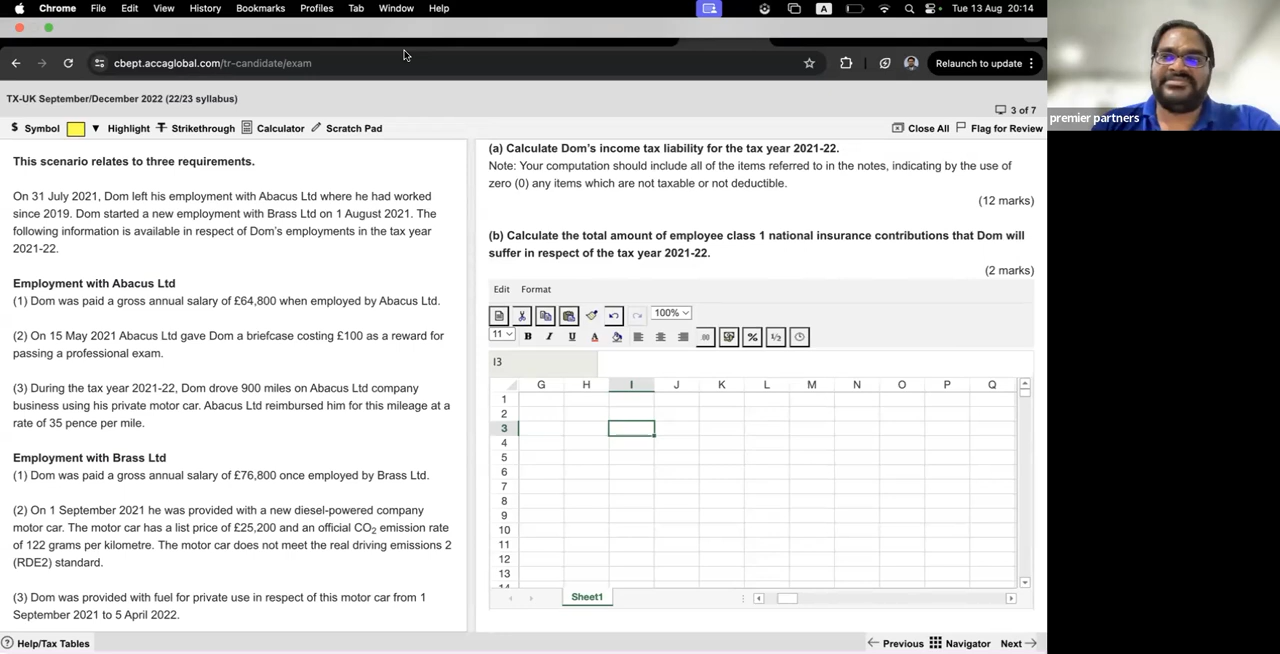 Chrome File Edit View History Bookmarks Profiles Tab Window Help A Tue 13 Aug 20:14
cbept.accaglobal.com/tr-candidate/exam Relaunch to update
premier partners
TX-UK September/December 2022 (22/23 syllabus)
3 of 7
$ Symbol Highlight Strikethrough Calculator Scratch Pad Close All Flag for Review
This scenario relates to three requirements.
On 31 July 2021, Dom left his employment with Abacus Ltd where he had worked
since 2019. Dom started a new employment with Brass Ltd on 1 August 2021. The
following information is available in respect of Dom's employments in the tax year
2021-22.
Employment with Abacus Ltd
(1) Dom was paid a gross annual salary of £64,800 when employed by Abacus Ltd.
(2) On 15 May 2021 Abacus Ltd gave Dom a briefcase costing £100 as a reward for
passing a professional exam.
(3) During the tax year 2021-22, Dom drove 900 miles on Abacus Ltd company
business using his private motor car. Abacus Ltd reimbursed him for this mileage at a
rate of 35 pence per mile.
Employment with Brass Ltd
(1) Dom was paid a gross annual salary of £76,800 once employed by Brass Ltd.
(2) On 1 September 2021 he was provided with a new diesel-powered company
motor car. The motor car has a list price of £25,200 and an official CO2 emission rate
of 122 grams per kilometre. The motor car does not meet the real driving emissions 2
(RDE2) standard.
(3) Dom was provided with fuel for private use in respect of this motor car from 1
September 2021 to 5 April 2022.
(a) Calculate Dom's income tax liability for the tax year 2021-22.
Note: Your computation should include all of the items referred to in the notes, indicating by the use of
zero (0) any items which are not taxable or not deductible.
(12 marks)
(b) Calculate the total amount of employee class 1 national insurance contributions that Dom will
suffer in respect of the tax year 2021-22.
(2 marks)
Edit Format
100%
11 B I U A .00 % 1/2
I3
G H I J K L M N O P Q
1
2
3
4
5
6
7
8
9
10
11
12
13
14
Sheet1
Help/Tax Tables Previous Navigator Next